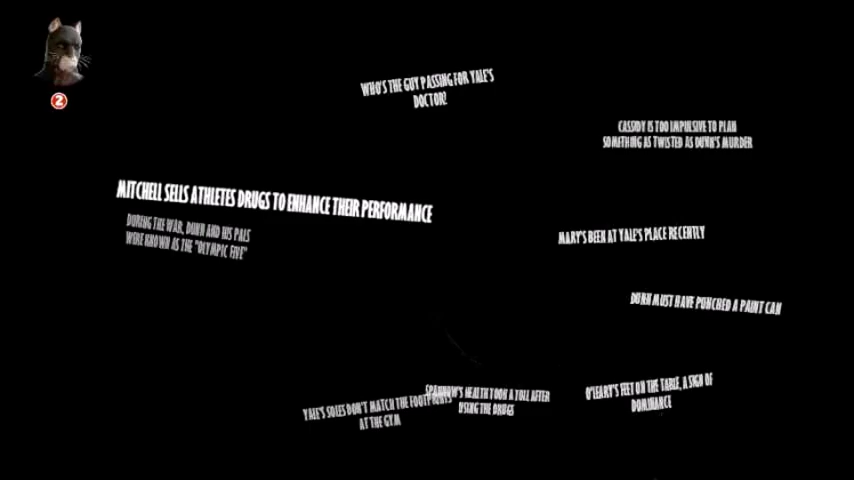 2
WHO'S THE GUY PASSING FOR YALE'S
DOCTOR?
CASSIDY IS TOO IMPULSIVE TO PLAN
SOMETHING AS TWISTED AS DUNN'S MURDER
MITCHELL SELLS ATHLETES DRUGS TO ENHANCE THEIR PERFORMANCE
DURING THE WAR, DUNN AND HIS PALS
WERE KNOWN AS THE "OLYMPIC FIVE"
MARY'S BEEN AT YALE'S PLACE RECENTLY
DUNN MUST HAVE PUNCHED A PAINT CAN
YALE'S SOLES DON'T MATCH THE FOOTPRINTS
AT THE GYM
SPARROW'S HEALTH TOOK A TOLL AFTER
USING THE DRUGS
O'LEARY'S FEET ON THE TABLE, A SIGN OF
DOMINANCE